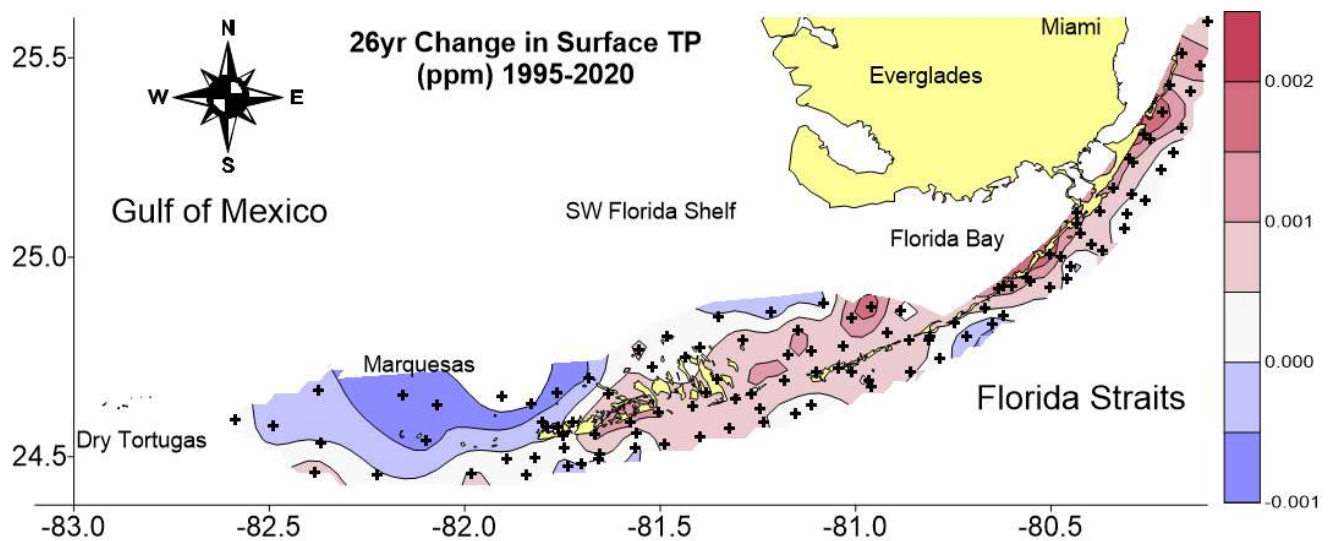 26yr Change in Surface TP
(ppm) 1995-2020
N
W
E
S
Miami
Everglades
Gulf of Mexico
SW Florida Shelf
Florida Bay
Marquesas
Dry Tortugas
Florida Straits
25.5
25.0
24.5
-83.0
-82.5
-82.0
-81.5
-81.0
-80.5
0.002
0.001
0.000
-0.001